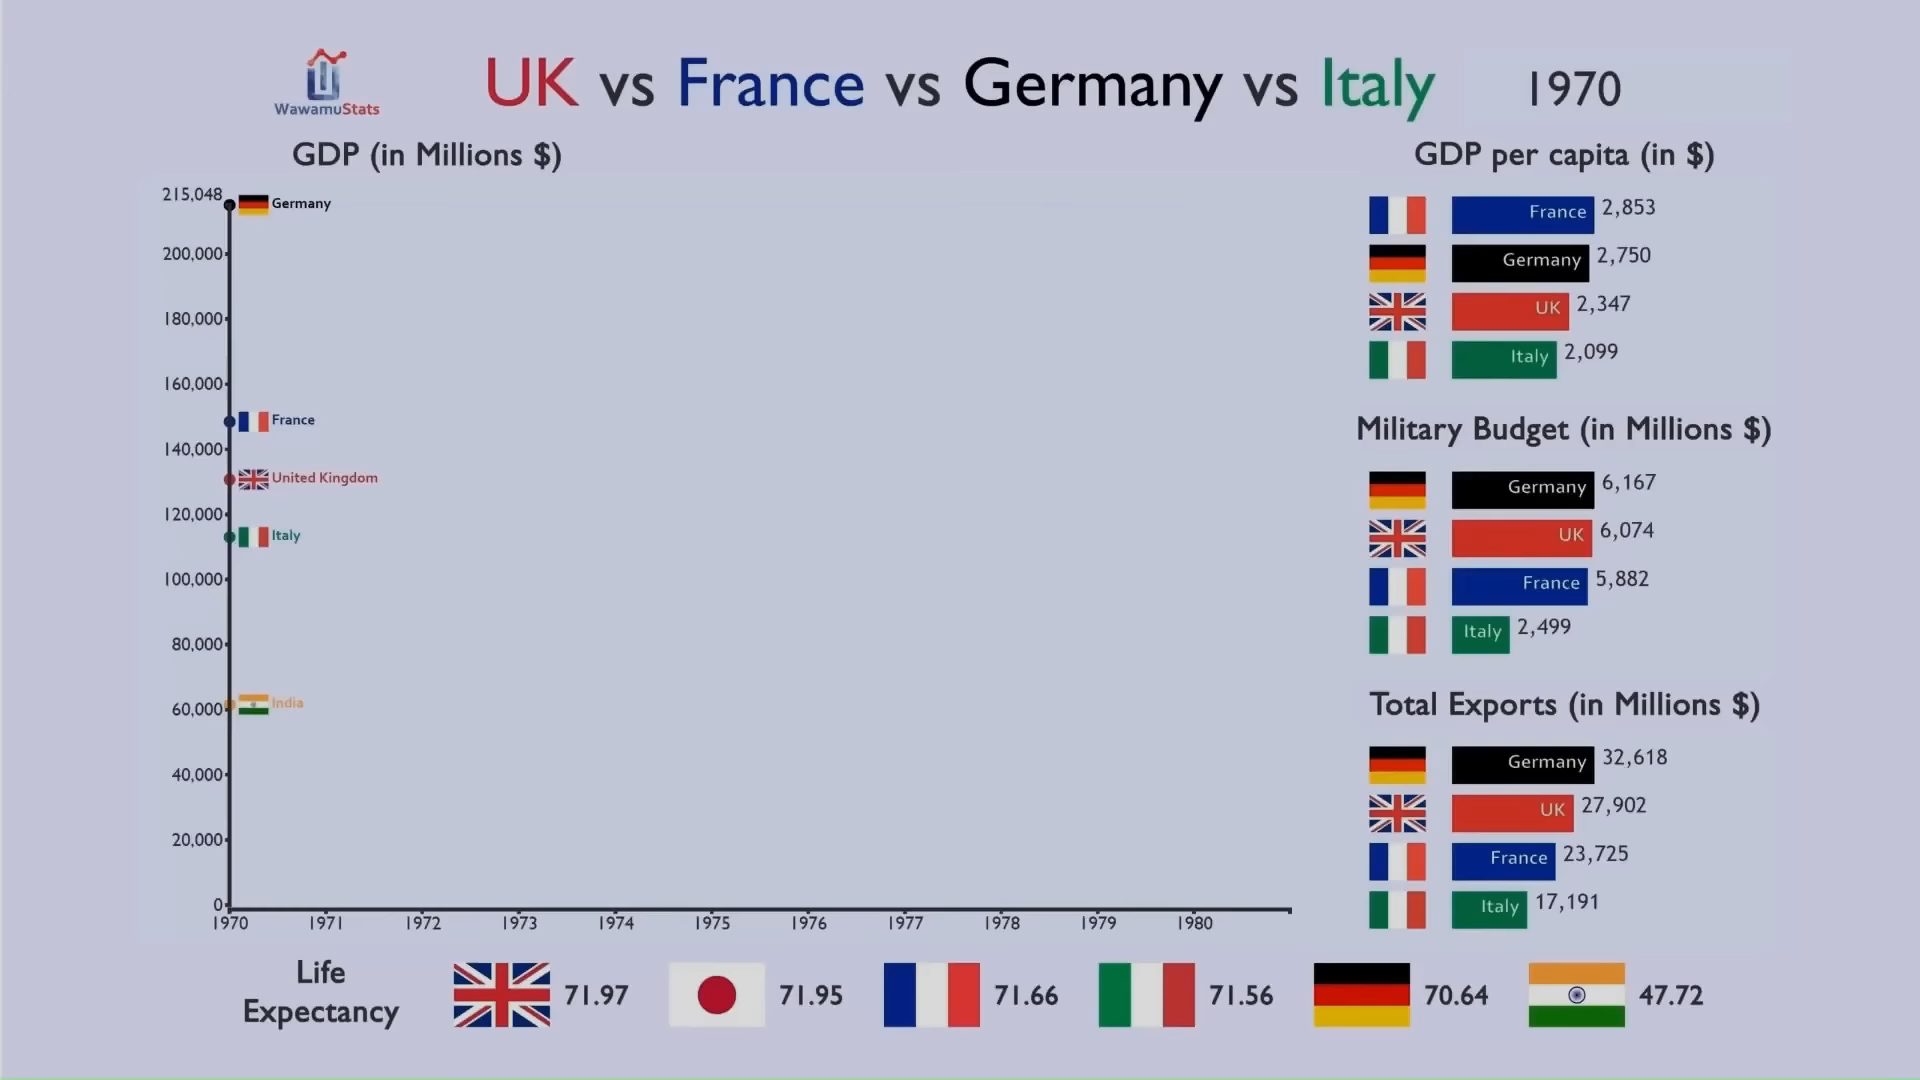 WawamuStats
UK vs France vs Germany vs Italy
1970
GDP (in Millions $)
215,048
200,000
180,000
160,000
140,000
120,000
100,000
80,000
60,000
40,000
20,000
0
Germany
France
United Kingdom
Italy
India
1970 1971 1972 1973 1974 1975 1976 1977 1978 1979 1980
GDP per capita (in $)
France 2,853
Germany 2,750
UK 2,347
Italy 2,099
Military Budget (in Millions $)
Germany 6,167
UK 6,074
France 5,882
Italy 2,499
Total Exports (in Millions $)
Germany 32,618
UK 27,902
France 23,725
Italy 17,191
Life
Expectancy
71.97 71.95 71.66 71.56 70.64 47.72